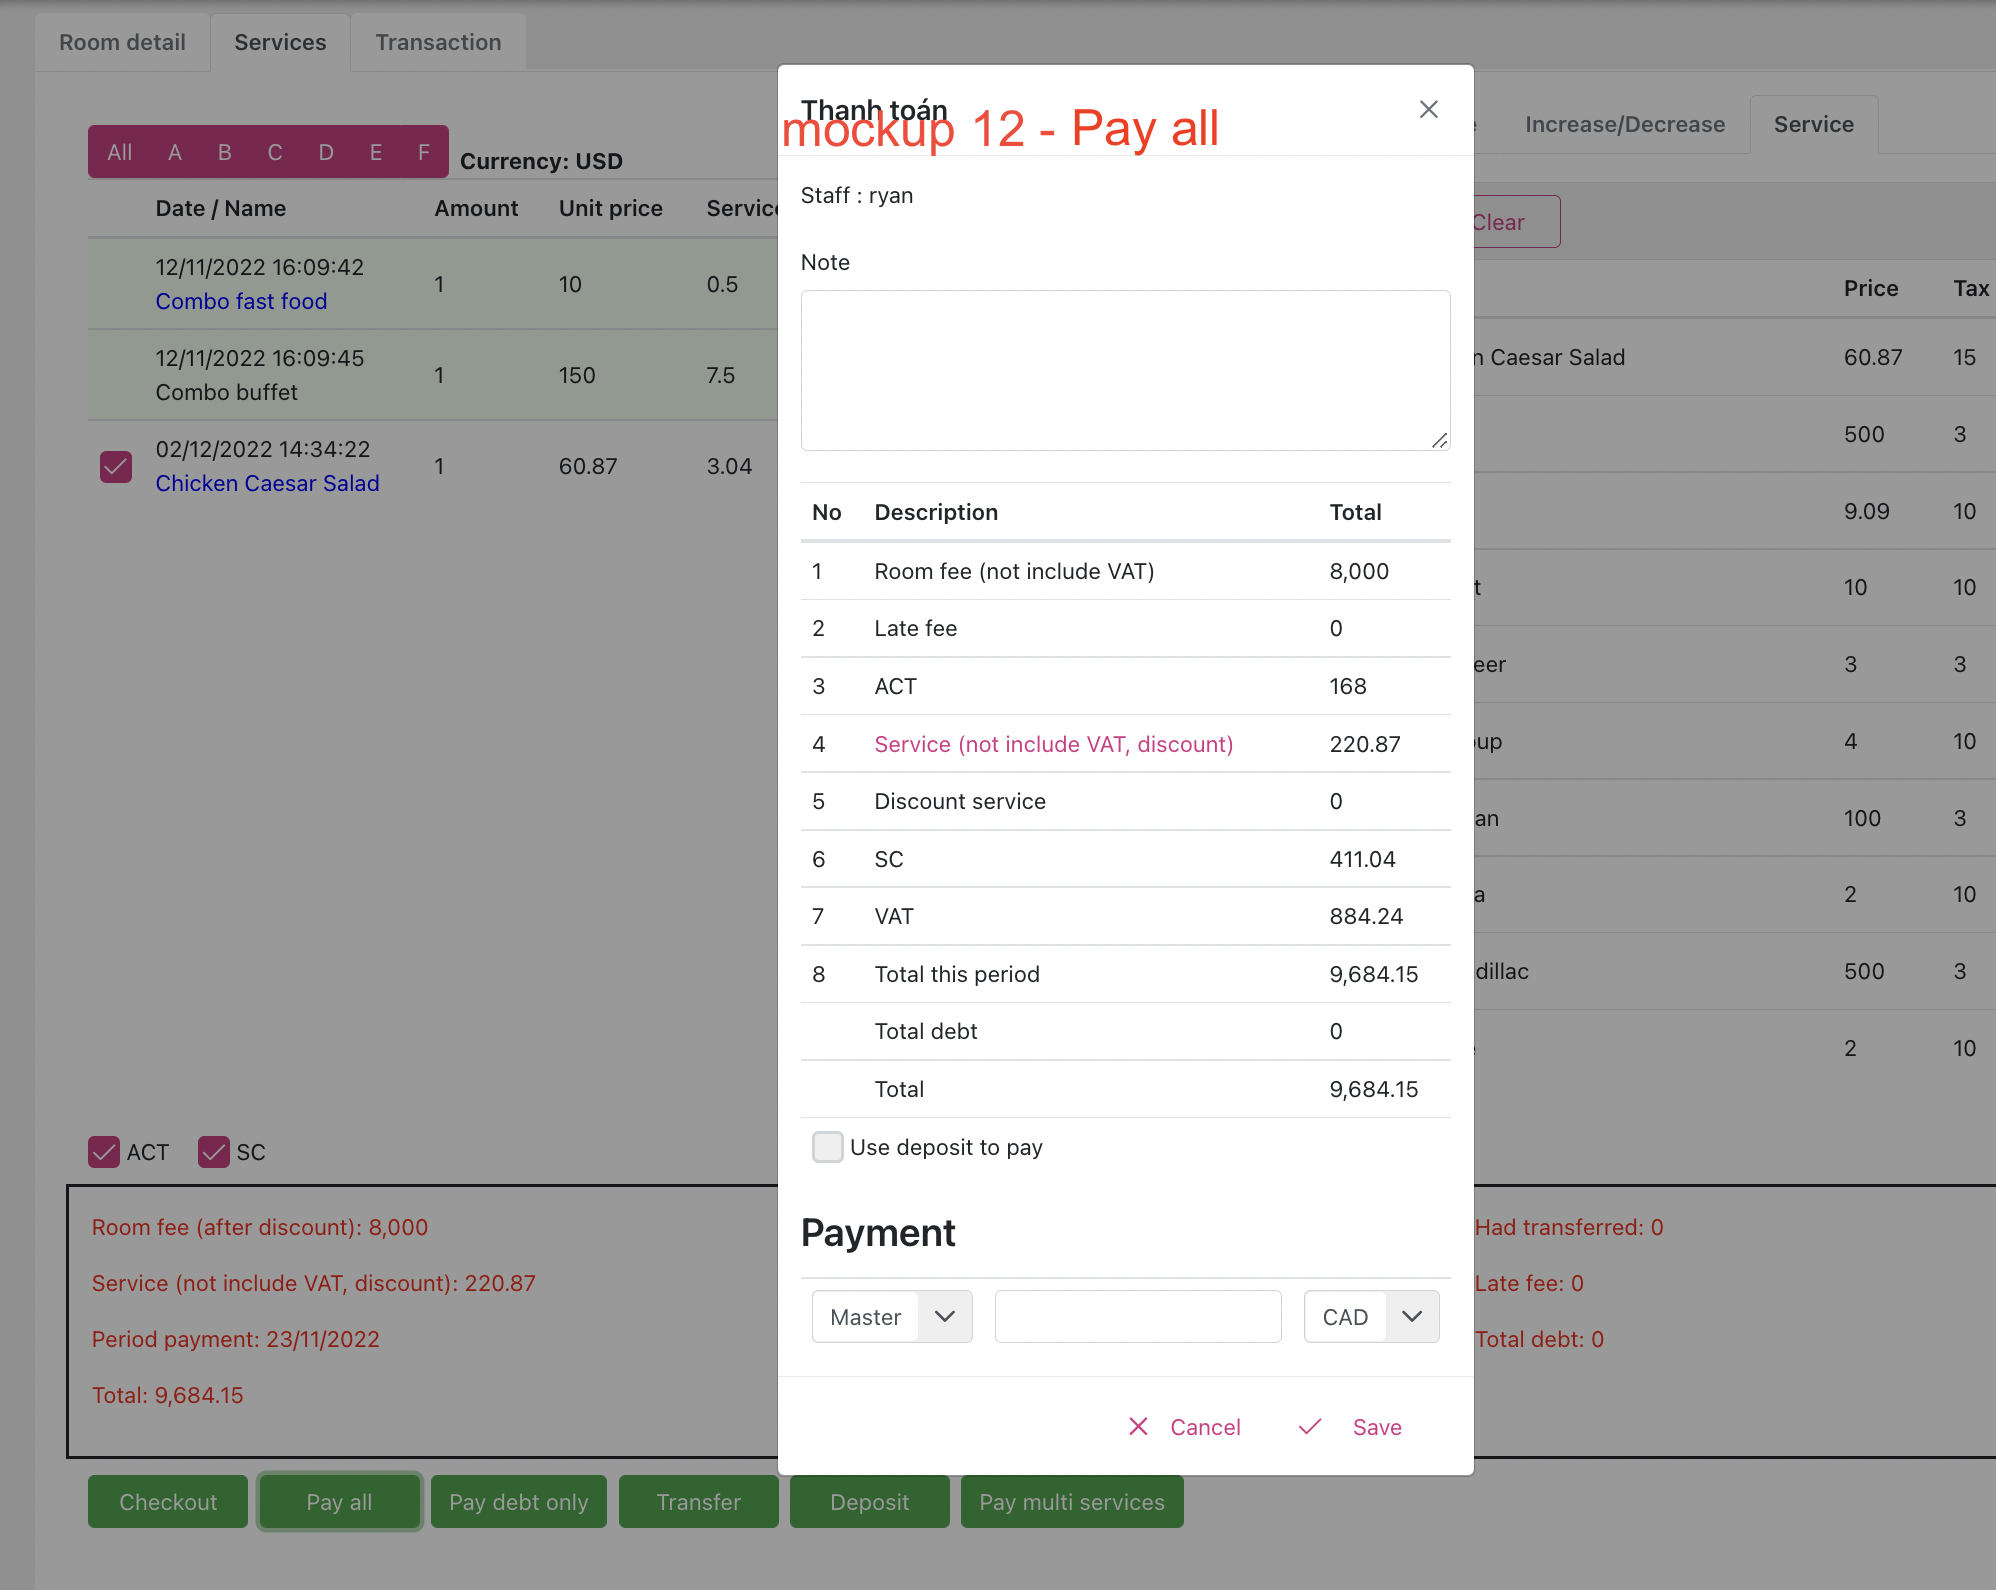 Room detail
Services
Transaction
All A B C D E F
Currency: USD
Date / Name Amount Unit price
12/11/2022 16:09:42
Combo fast food
1 10 0.5
12/11/2022 16:09:45
Combo buffet
1 150 7.5
02/12/2022 14:34:22
Chicken Caesar Salad
1 60.87 3.04
ACT SC
Room fee (after discount): 8,000
Service (not include VAT, discount): 220.87
Period payment: 23/11/2022
Total: 9,684.15
Checkout
Pay all
Pay debt only
Transfer
Deposit
Pay multi services
Thanh toán
mockup 12 - Pay all
Staff : ryan
Note
No Description Total
1 Room fee (not include VAT) 8,000
2 Late fee 0
3 ACT 168
4 Service (not include VAT, discount) 220.87
5 Discount service 0
6 SC 411.04
7 VAT 884.24
8 Total this period 9,684.15
Total debt 0
Total 9,684.15
Use deposit to pay
Payment
Master
CAD
Cancel
Save
Increase/Decrease
Service
Clear
Price Tax
Caesar Salad 60.87 15
500 3
9.09 10
10 10
3 3
4 10
100 3
2 10
500 3
2 10
Had transferred: 0
Late fee: 0
Total debt: 0